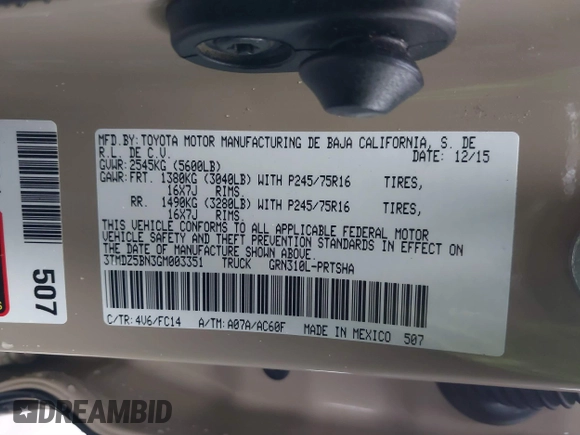 MFD.BY: TOYOTA MOTOR MANUFACTURING DE BAJA CALIFORNIA, S. DE
R.L. DE C.V. DATE: 12/15
GVWR: 2545KG (5600LB)
GAWR: FRT. 1380KG (3040LB) WITH P245/75R16 TIRES,
16X7J RIMS.
RR. 1490KG (3280LB) WITH P245/75R16 TIRES,
16X7J RIMS.
THIS VEHICLE CONFORMS TO ALL APPLICABLE FEDERAL MOTOR
VEHICLE SAFETY AND THEFT PREVENTION STANDARDS IN EFFECT ON
THE DATE OF MANUFACTURE SHOWN ABOVE.
3TMDZ5BN3GM003351 TRUCK GRN310L-PRTSHA
C/TR: 4V6/FC14 A/TM: A07A/AC60F MADE IN MEXICO 507
507
DREAMBID